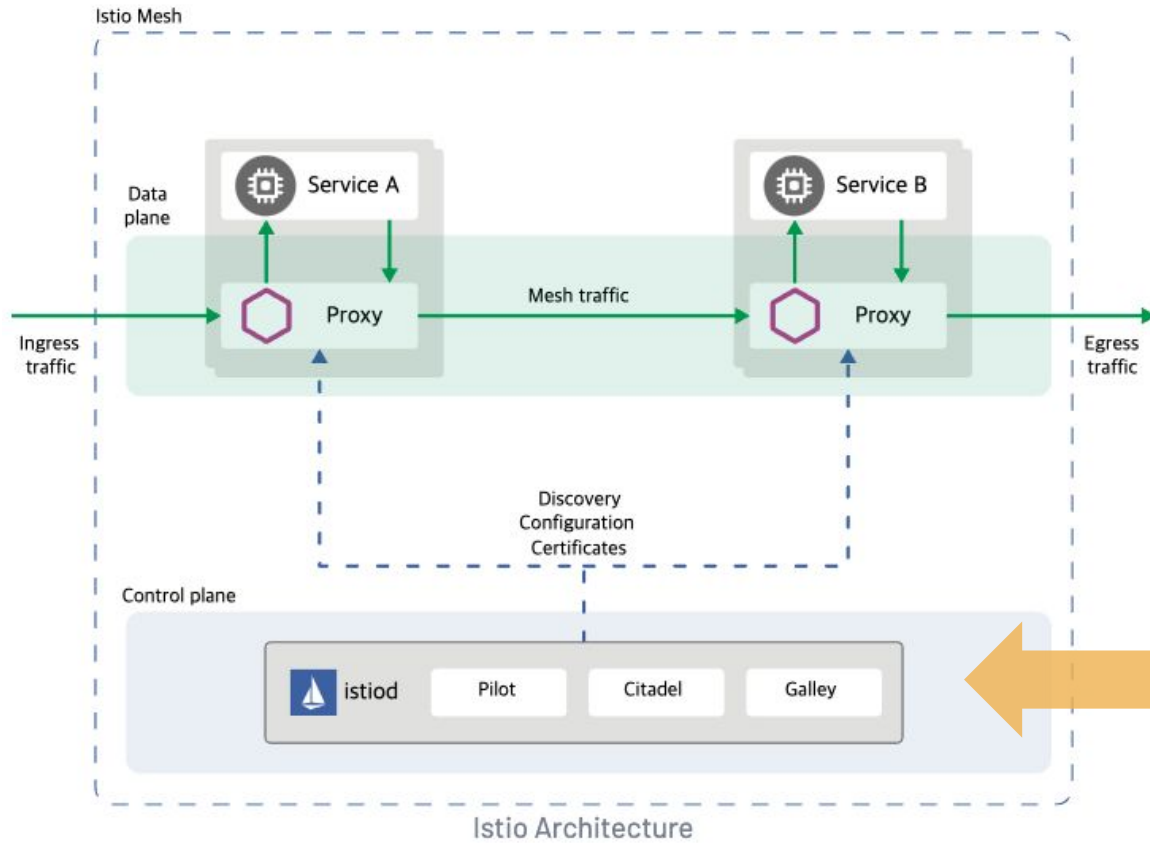 Istio Mesh
Data
plane
Service A
Service B
Proxy
Mesh traffic
Proxy
Ingress
traffic
Egress
traffic
Discovery
Configuration
Certificates
Control plane
istiod
Pilot
Citadel
Galley
Istio Architecture